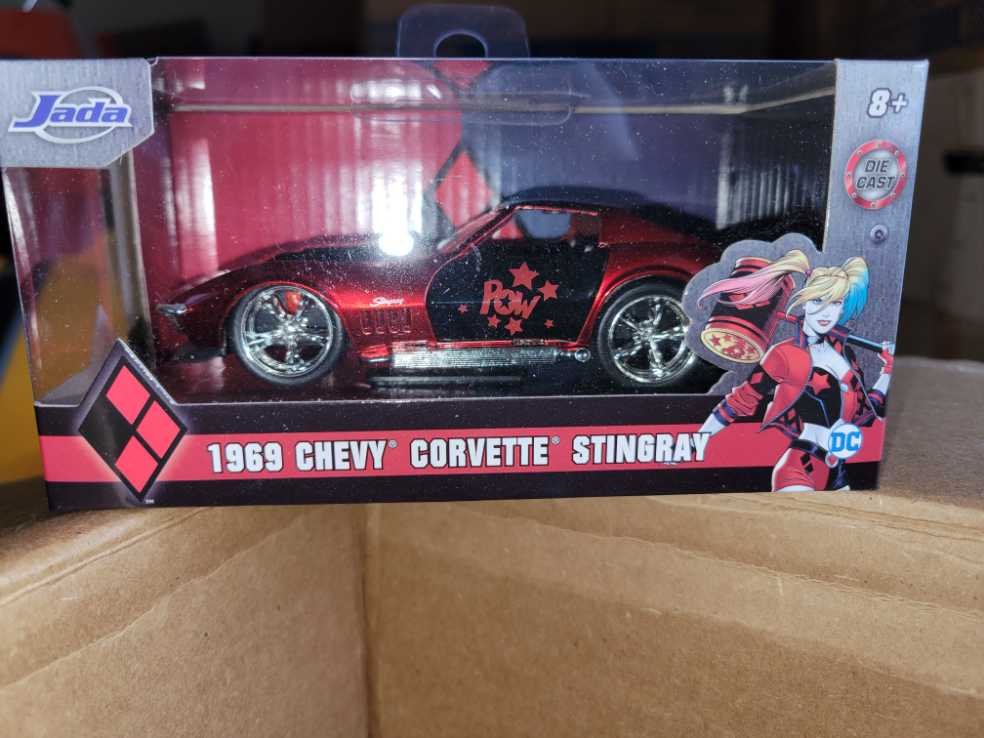 Jada
8+
DIE
CAST
Stingray
POW
1969 CHEVY® CORVETTE® STINGRAY
DC